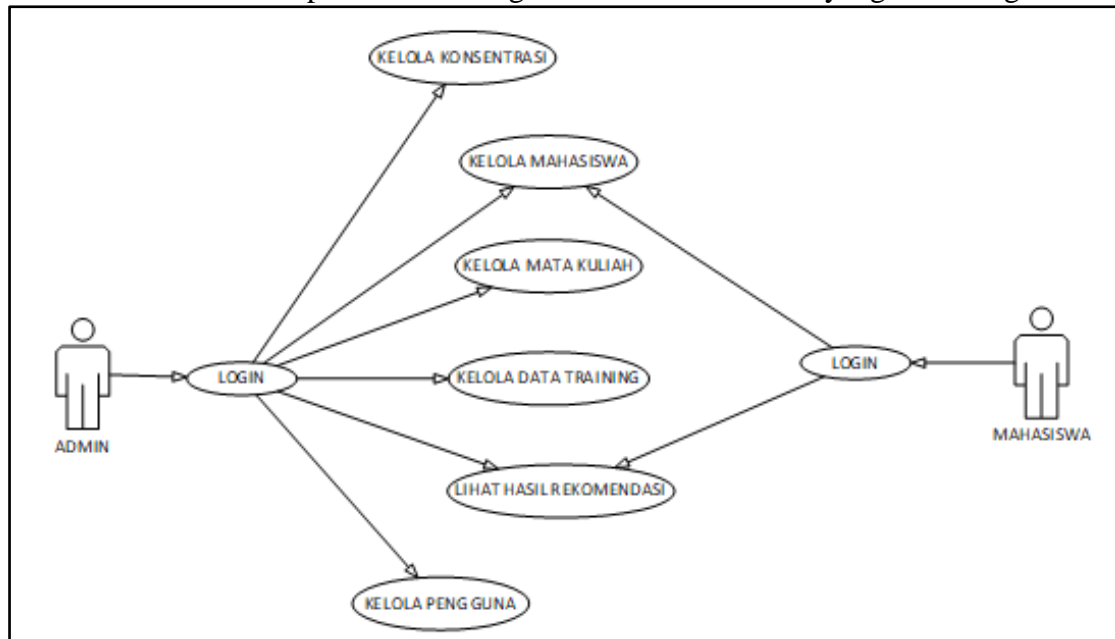 KELOLA KONSENTRASI
KELOLA MAHASISWA
KELOLA MATA KULIAH
LOGIN
KELOLA DATA TRAINING
LOGIN
ADMIN
MAHASISWA
LIHAT HASIL REKOMENDASI
KELOLA PENGGUNA